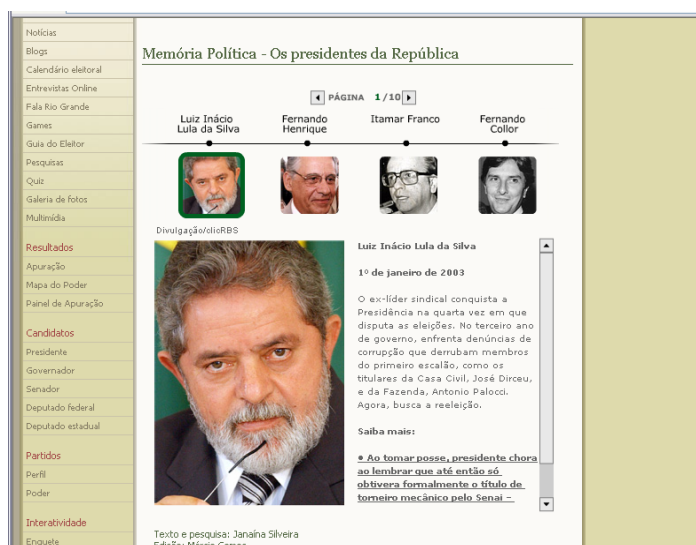 Notícias
Blogs
Calendário eleitoral
Entrevistas Online
Fala Rio Grande
Games
Guia do Eleitor
Pesquisas
Quiz
Galeria de fotos
Multimídia
Resultados
Apuração
Mapa do Poder
Painel de Apuração
Candidatos
Presidente
Governador
Senador
Deputado federal
Deputado estadual
Partidos
Perfil
Poder
Interatividade
Enquete
Memória Política - Os presidentes da República
PÁGINA 1/10
Luiz Inácio
Lula da Silva
Fernando
Henrique
Itamar Franco
Fernando
Collor
Divulgação/clicRBS
Luiz Inácio Lula da Silva
1º de janeiro de 2003
O ex-líder sindical conquista a
Presidência na quarta vez em que
disputa as eleições. No terceiro ano
de governo, enfrenta denúncias de
corrupção que derrubam membros
do primeiro escalão, como os
titulares da Casa Civil, José Dirceu,
e da Fazenda, Antonio Palocci.
Agora, busca a reeleição.
Saiba mais:
• Ao tomar posse, presidente chora
ao lembrar que até então só
obtivera formalmente o título de
torneiro mecânico pelo Senai –
Texto e pesquisa: Janaína Silveira
Edição: Márcio Gomes